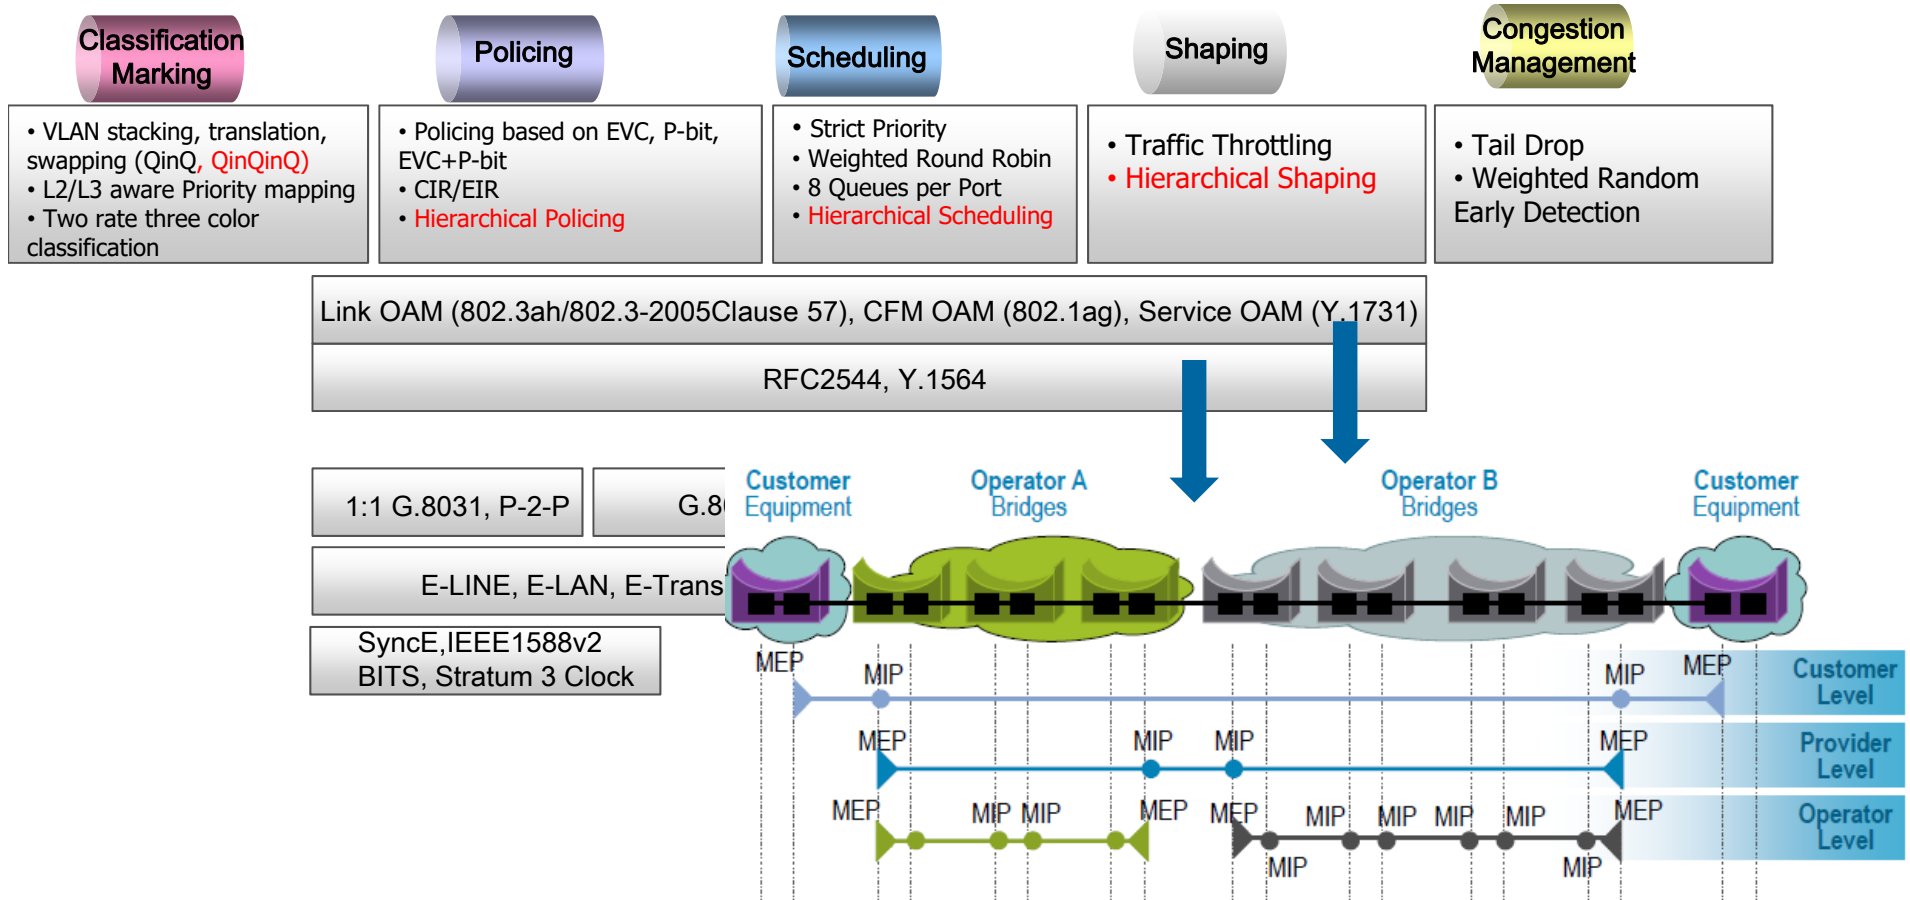 Classification
Marking
Policing
Scheduling
Shaping
Congestion
Management
• VLAN stacking, translation,
swapping (QinQ, QinQinQ)
• L2/L3 aware Priority mapping
• Two rate three color
classification
• Policing based on EVC, P-bit,
EVC+P-bit
• CIR/EIR
• Hierarchical Policing
• Strict Priority
• Weighted Round Robin
• 8 Queues per Port
• Hierarchical Scheduling
• Traffic Throttling
• Hierarchical Shaping
• Tail Drop
• Weighted Random
Early Detection
Link OAM (802.3ah/802.3-2005Clause 57), CFM OAM (802.1ag), Service OAM (Y.1731)
RFC2544, Y.1564
1:1 G.8031, P-2-P
E-LINE, E-LAN, E-Trans
SyncE,IEEE1588v2
BITS, Stratum 3 Clock
Customer
Equipment
Operator A
Bridges
Operator B
Bridges
Customer
Equipment
MEP MIP MIP MEP
Customer
Level
MEP MIP MIP MEP
Provider
Level
MEP MIP MIP MEP MEP MIP MIP MIP MIP MEP
Operator
Level
MIP MIP